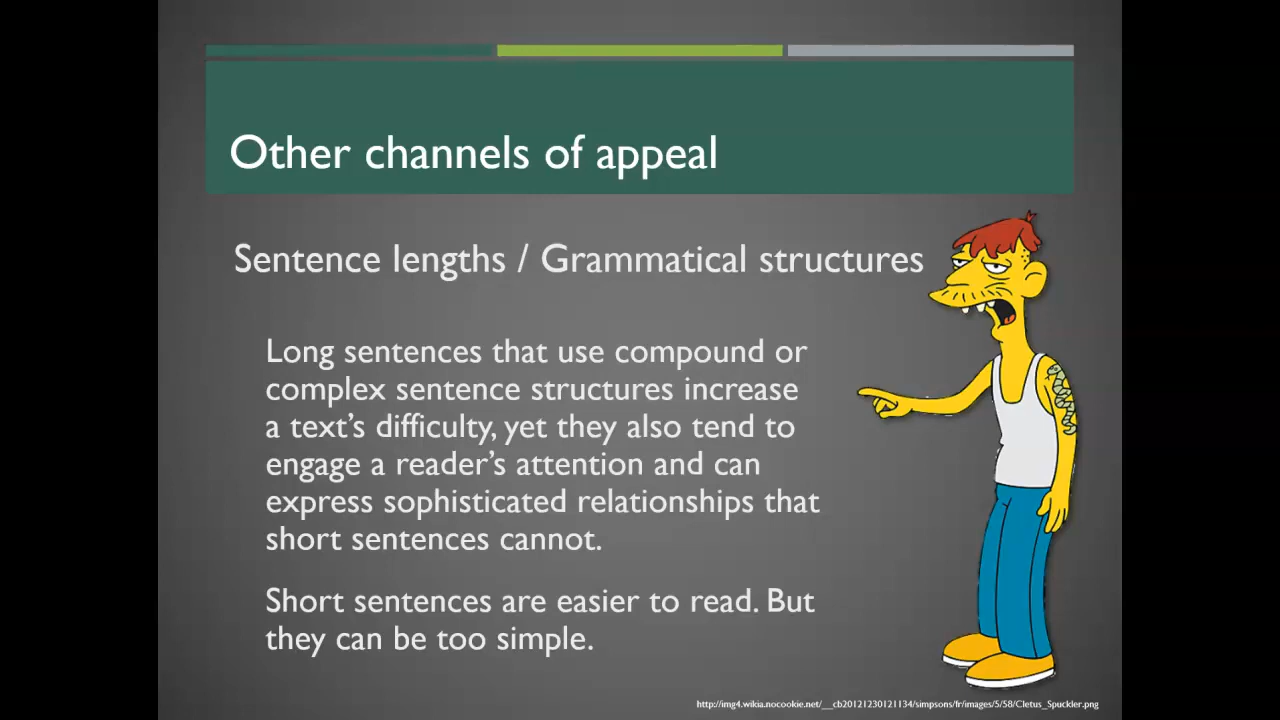 Other channels of appeal
Sentence lengths / Grammatical structures
Long sentences that use compound or
complex sentence structures increase
a text's difficulty, yet they also tend to
engage a reader's attention and can
express sophisticated relationships that
short sentences cannot.
Short sentences are easier to read. But
they can be too simple.
http://img4.wikia.nocookie.net/__cb20121230121134/simpsons/fr/images/5/58/Cletus_Spuckler.png